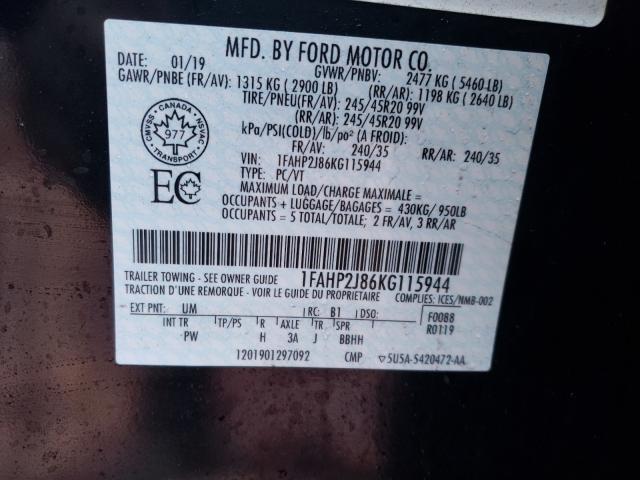 MFD. BY FORD MOTOR CO.
DATE: 01/19 GVWR/PNBV: 2477 KG ( 5460 LB)
GAWR/PNBE (FR/AV): 1315 KG ( 2900 LB) (RR/AR): 1198 KG ( 2640 LB)
TIRE/PNEU(FR/AV): 245/45R20 99V
(RR/AR): 245/45R20 99V
kPa/PSI(COLD)/lb/po² (A FROID):
FR/AV: 240/35 RR/AR: 240/35
CMVSS - CANADA - NSVAC
977
TRANSPORT
VIN: 1FAHP2J86KG115944
TYPE: PC/VT
EC
MAXIMUM LOAD/CHARGE MAXIMALE =
OCCUPANTS + LUGGAGE/BAGAGES = 430KG/ 950LB
OCCUPANTS = 5 TOTAL/TOTALE; 2 FR/AV, 3 RR/AR
1FAHP2J86KG115944
TRAILER TOWING - SEE OWNER GUIDE
TRACTION D'UNE REMORQUE - VOIR LE GUIDE DU PROPRIETAIRE COMPLIES: ICES/NMB-002
EXT PNT: UM RC: B1 DSO: F0088
INT TR TP/PS R AXLE TR SPR R0119
PW H 3A J BBHH
1201901297092 CMP ▽5U5A-S420472-AA